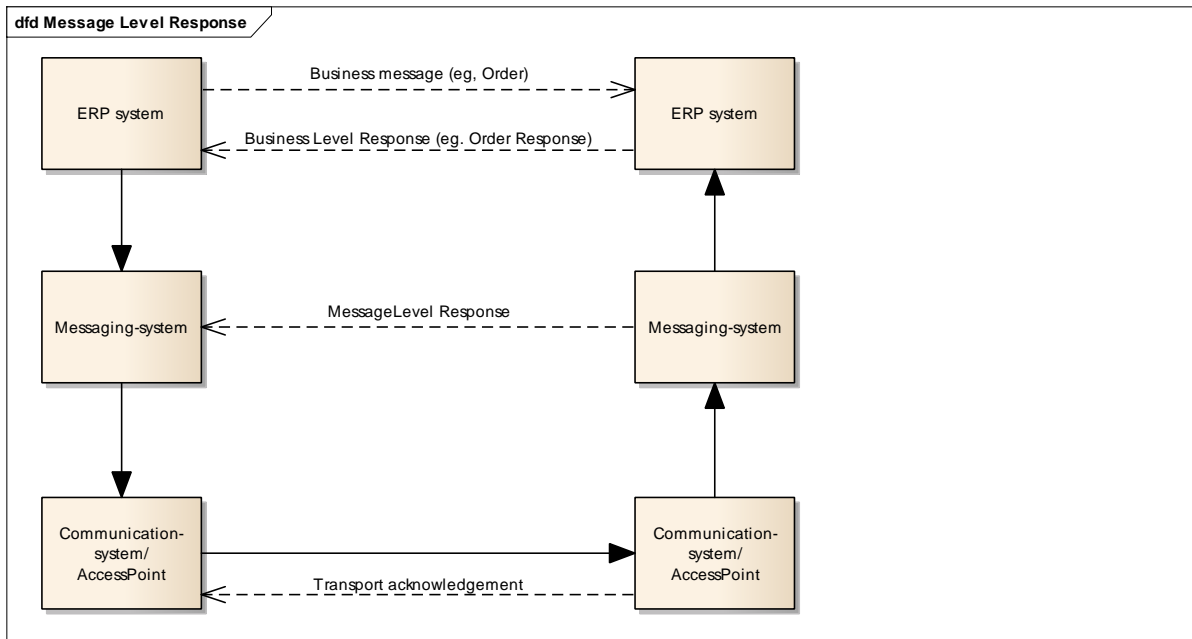 dfd Message Level Response
Business message (eg, Order)
ERP system
ERP system
Business Level Response (eg. Order Response)
MessageLevel Response
Messaging-system
Messaging-system
Communication-
system/
AccessPoint
Communication-
system/
AccessPoint
Transport acknowledgement